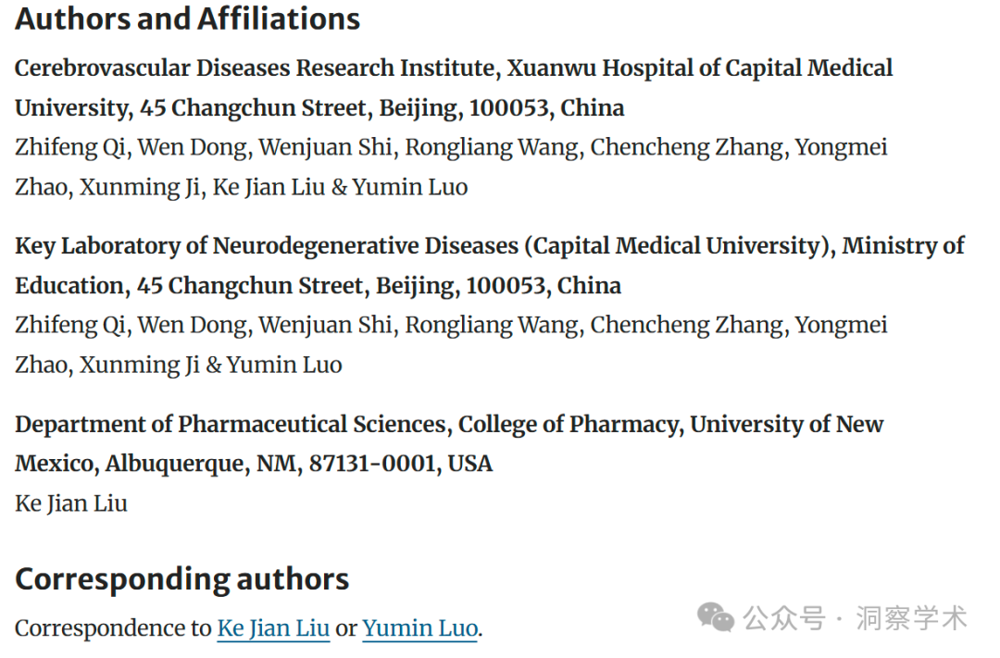 Authors and Affiliations
Cerebrovascular Diseases Research Institute, Xuanwu Hospital of Capital Medical
University, 45 Changchun Street, Beijing, 100053, China
Zhifeng Qi, Wen Dong, Wenjuan Shi, Rongliang Wang, Chencheng Zhang, Yongmei
Zhao, Xunming Ji, Ke Jian Liu & Yumin Luo
Key Laboratory of Neurodegenerative Diseases (Capital Medical University), Ministry of
Education, 45 Changchun Street, Beijing, 100053, China
Zhifeng Qi, Wen Dong, Wenjuan Shi, Rongliang Wang, Chencheng Zhang, Yongmei
Zhao, Xunming Ji & Yumin Luo
Department of Pharmaceutical Sciences, College of Pharmacy, University of New
Mexico, Albuquerque, NM, 87131-0001, USA
Ke Jian Liu
Corresponding authors
Correspondence to Ke Jian Liu or Yumin Luo.
公众号 · 洞察学术